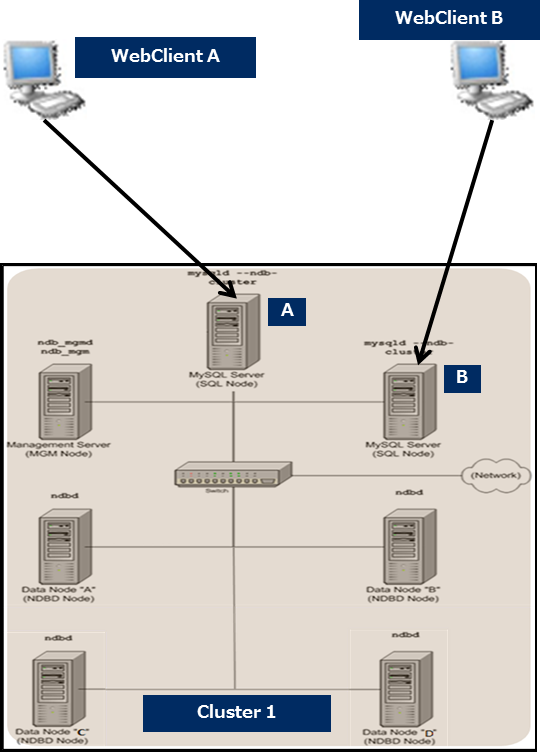 WebClient B
WebClient A
mysqld --ndb-
cluster
A
ndb_mgmd
ndb_mgm
mysqld --ndb-
clus
MySQL Server
(SQL Node)
B
Management Server
(MGM Node)
MySQL Server
(SQL Node)
(Network)
Switch
ndbd
ndbd
Data Node "A"
(NDBD Node)
Data Node "B"
(NDBD Node)
ndbd
ndbd
Cluster 1
Data Node "C"
(NDBD Node)
Data Node "D"
(NDBD Node)